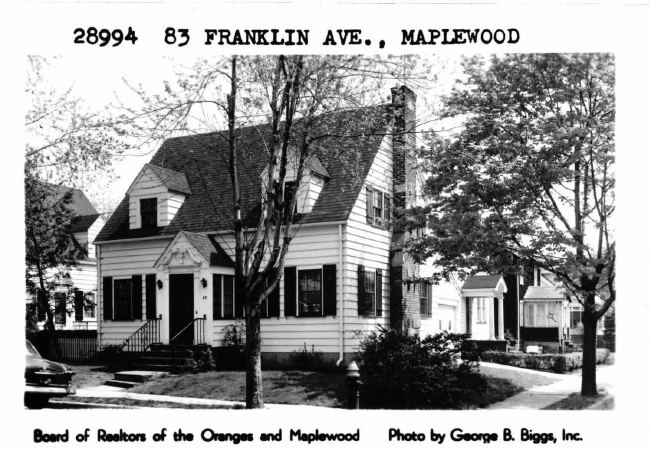 28994 83 FRANKLIN AVE., MAPLEWOOD
Board of Realtors of the Oranges and Maplewood Photo by George B. Biggs, Inc.